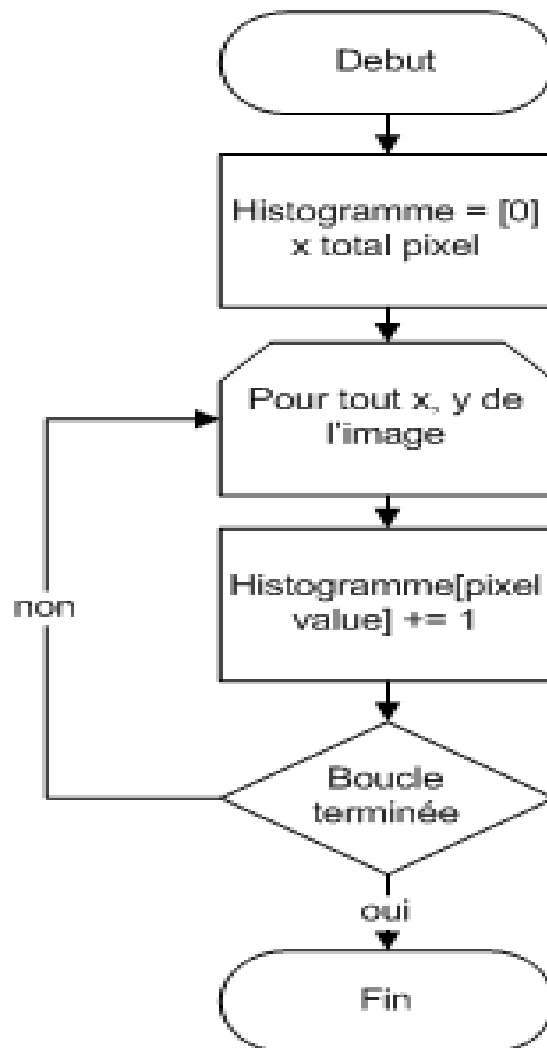 Debut
Histogramme = [0]
x total pixel
Pour tout x, y de
l'image
Histogramme[pixel
value] += 1
non
Boucle
terminée
oui
Fin